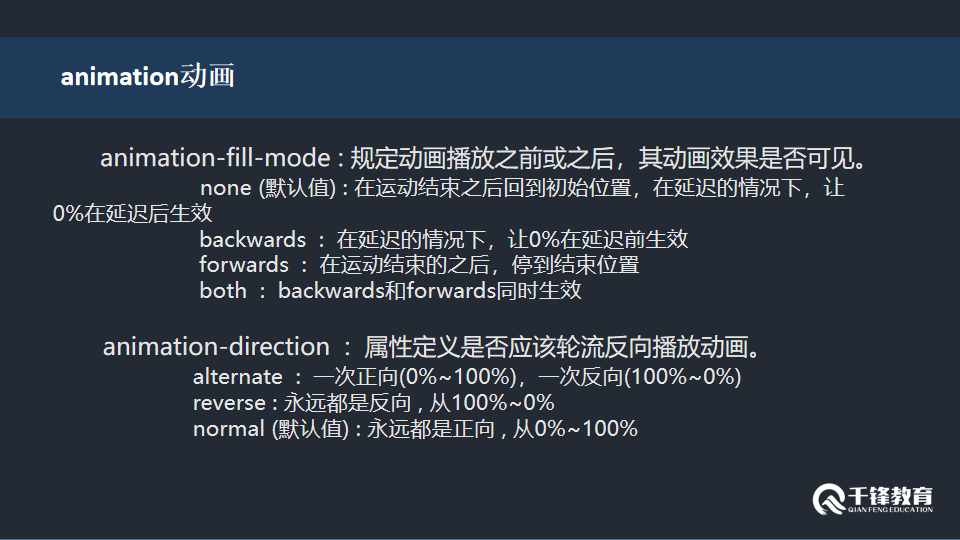 animation动画
animation-fill-mode : 规定动画播放之前或之后，其动画效果是否可见。
none (默认值) : 在运动结束之后回到初始位置，在延迟的情况下，让
0%在延迟后生效
backwards ： 在延迟的情况下，让0%在延迟前生效
forwards ： 在运动结束的之后，停到结束位置
both ： backwards和forwards同时生效
animation-direction ： 属性定义是否应该轮流反向播放动画。
alternate ： 一次正向(0%~100%)，一次反向(100%~0%)
reverse : 永远都是反向 , 从100%~0%
normal (默认值) : 永远都是正向 , 从0%~100%
千锋教育
QIAN FENG EDUCATION